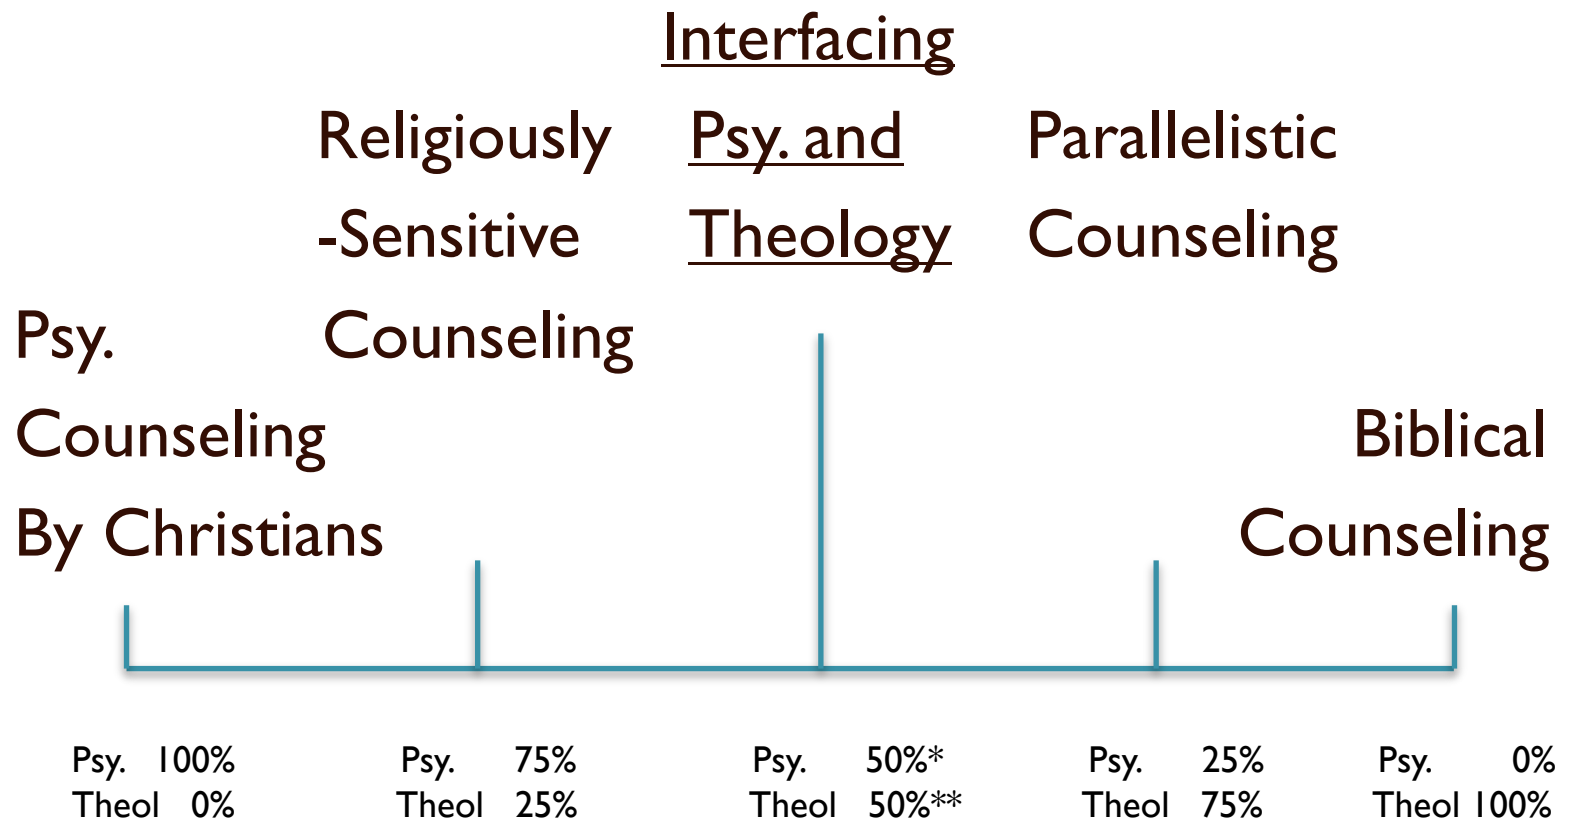 Interfacing
Religiously Psy. and Parallelistic
-Sensitive Theology Counseling
Psy. Counseling
Counseling Biblical
By Christians Counseling
Psy. 100% Psy. 75% Psy. 50%* Psy. 25% Psy. 0%
Theol 0% Theol 25% Theol 50%** Theol 75% Theol 100%